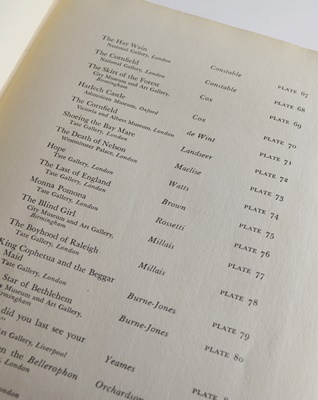 The Hay Wain Constable PLATE 67
National Gallery, London
The Cornfield Constable PLATE 68
National Gallery, London
The Skirts of the Forest Cox PLATE 69
City Museum and Art Gallery,
Birmingham
Harlech Castle Cox PLATE 70
Ashmolean Museum, Oxford
The Cornfield de Wint PLATE 71
Victoria and Albert Museum, London
Shoeing the Bay Mare Landseer PLATE 72
Tate Gallery, London
The Death of Nelson Maclise PLATE 73
Westminster Palace, London
Hope Watts PLATE 74
Tate Gallery, London
The Last of England Brown PLATE 75
Tate Gallery, London
Monna Pomona Rossetti PLATE 76
Tate Gallery, London
The Blind Girl Millais PLATE 77
City Museum and Art Gallery,
Birmingham
The Boyhood of Raleigh Millais PLATE 78
Tate Gallery, London
King Cophetua and the Beggar
Maid Burne-Jones PLATE 79
Tate Gallery, London
Star of Bethlehem Burne-Jones PLATE 80
Museum and Art Gallery,
Birmingham
did you last see your
Yeames PLATE
Art Gallery, Liverpool
on the Bellerophon Orchardson
London